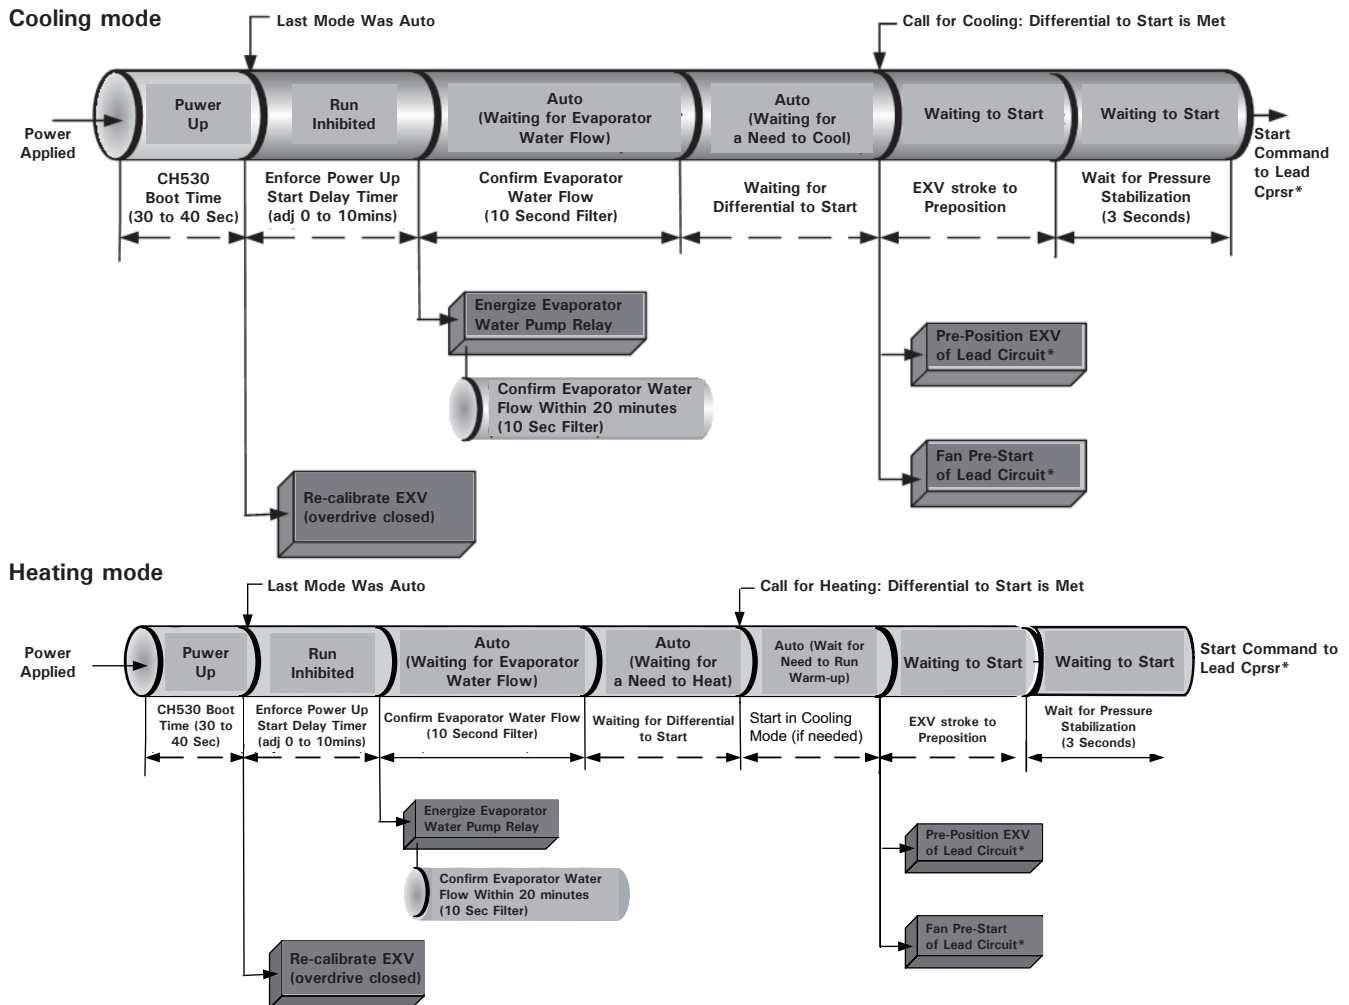 Cooling mode
Last Mode Was Auto
Call for Cooling: Differential to Start is Met
Power
Applied
Puwer
Up
Run
Inhibited
Auto
(Waiting for Evaporator
Water Flow)
Auto
(Waiting for
a Need to Cool)
Waiting to Start
Waiting to Start
Start
Command
to Lead
Cprsr*
CH530
Boot Time
(30 to 40 Sec)
Enforce Power Up
Start Delay Timer
(adj 0 to 10mins)
Confirm Evaporator
Water Flow
(10 Second Filter)
Waiting for
Differential to Start
EXV stroke to
Preposition
Wait for Pressure
Stabilization
(3 Seconds)
Energize Evaporator
Water Pump Relay
Confirm Evaporator Water
Flow Within 20 minutes
(10 Sec Filter)
Pre-Position EXV
of Lead Circuit*
Fan Pre-Start
of Lead Circuit*
Re-calibrate EXV
(overdrive closed)
Heating mode
Last Mode Was Auto
Call for Heating: Differential to Start is Met
Power
Applied
Puwer
Up
Run
Inhibited
Auto
(Waiting for Evaporator
Water Flow)
Auto
(Waiting for
a Need to Heat)
Auto (Wait for
Need to Run
Warm-up)
Waiting to Start
Waiting to Start
Start Command to
Lead Cprsr*
CH530 Boot
Time (30 to
40 Sec)
Enforce Power Up
Start Delay Timer
(adj 0 to 10mins)
Confirm Evaporator Water Flow
(10 Second Filter)
Waiting for Differential
to Start
Start in Cooling
Mode (if needed)
EXV stroke to
Preposition
Wait for Pressure
Stabilization
(3 Seconds)
Energize Evaporator
Water Pump Relay
Confirm Evaporator Water
Flow Within 20 minutes
(10 Sec Filter)
Pre-Position EXV
of Lead Circuit*
Fan Pre-Start
of Lead Circuit*
Re-calibrate EXV
(overdrive closed)